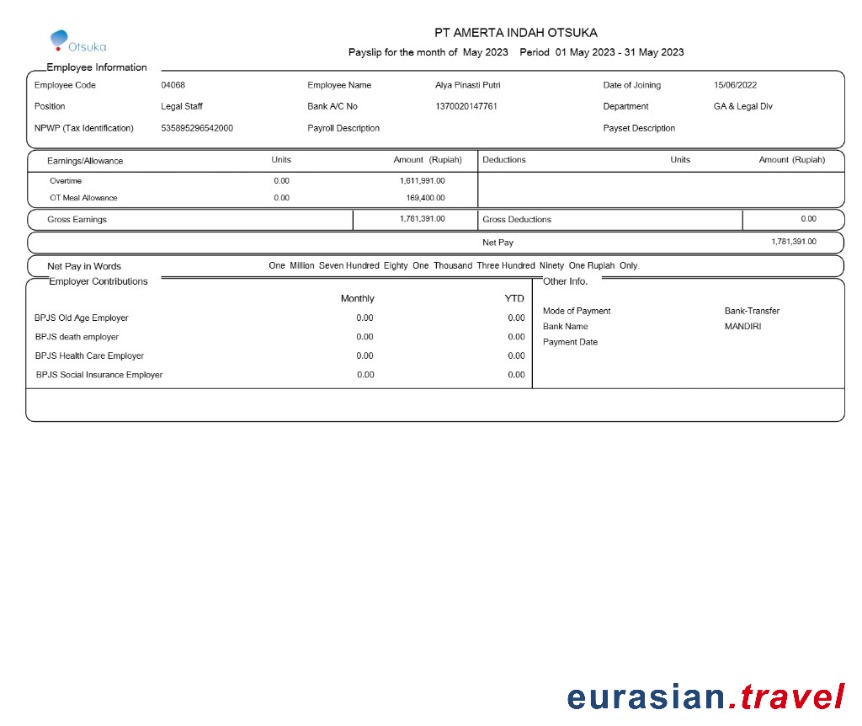 Otsuka
PT AMERTA INDAH OTSUKA
Payslip for the month of May 2023 Period 01 May 2023 - 31 May 2023
Employee Information
Employee Code 04068 Employee Name Alya Pinasti Putri Date of Joining 15/06/2022
Position Legal Staff Bank A/C No 1370020147761 Department GA & Legal Div
NPWP (Tax Identification) 535895296542000 Payroll Description Payset Description
Earnings/Allowance Units Amount (Rupiah) Deductions Units Amount (Rupiah)
Overtime 0.00 1,611,991.00
OT Meal Allowance 0.00 169,400.00
Gross Earnings 1,781,391.00 Gross Deductions 0.00
Net Pay 1,781,391.00
Net Pay in Words One Million Seven Hundred Eighty One Thousand Three Hundred Ninety One Rupiah Only.
Employer Contributions
Monthly YTD
BPJS Old Age Employer 0.00 0.00
BPJS death employer 0.00 0.00
BPJS Health Care Employer 0.00 0.00
BPJS Social Insurance Employer 0.00 0.00
Other Info.
Mode of Payment Bank-Transfer
Bank Name MANDIRI
Payment Date
eurasian.travel